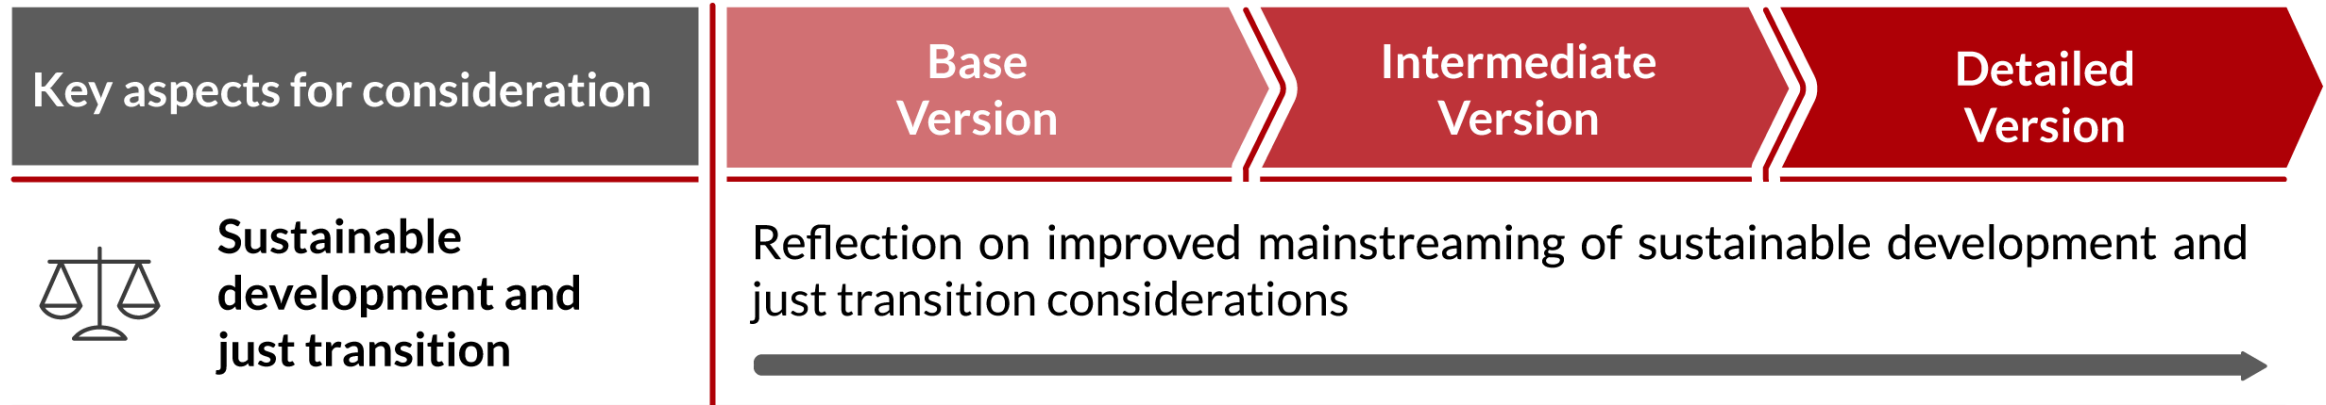 Key aspects for consideration
Base
Version
Intermediate
Version
Detailed
Version
Sustainable
development and
just transition
Reflection on improved mainstreaming of sustainable development and
just transition considerations